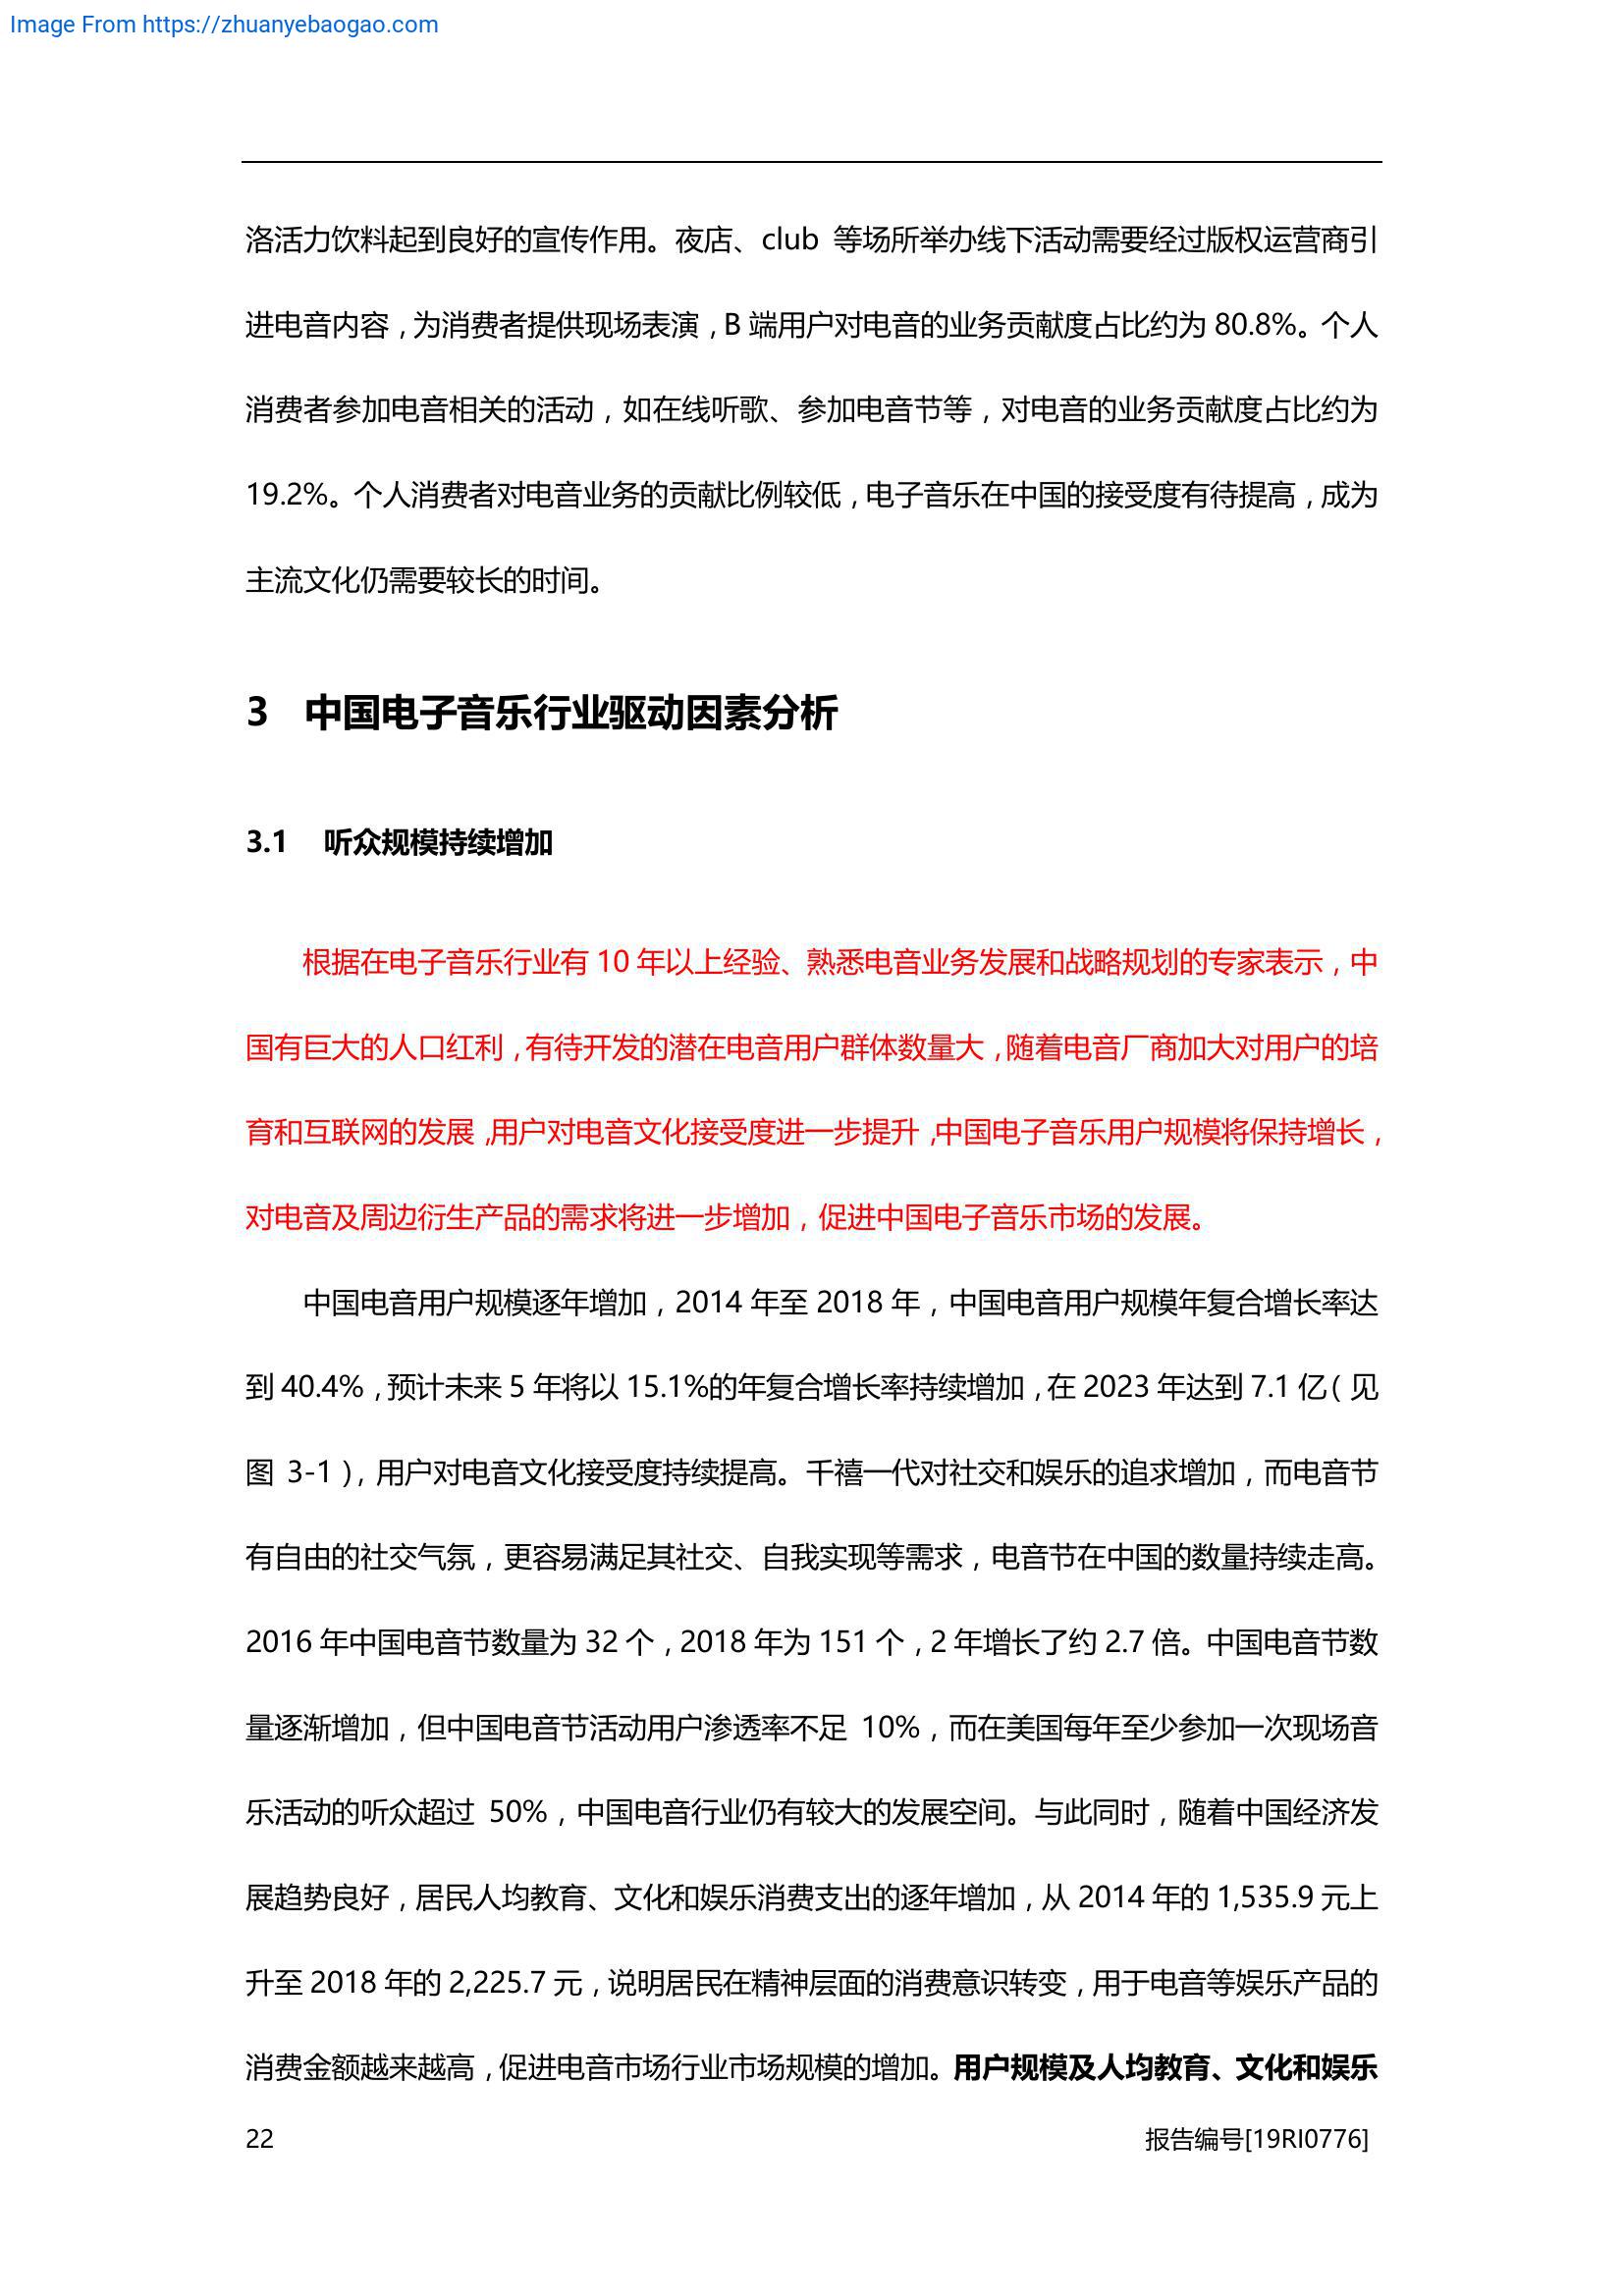 Image From https://zhuanyebaogao.com
洛活力饮料起到良好的宣传作用。夜店、club 等场所举办线下活动需要经过版权运营商引
进电音内容，为消费者提供现场表演，B 端用户对电音的业务贡献度占比约为 80.8%。个人
消费者参加电音相关的活动，如在线听歌、参加电音节等，对电音的业务贡献度占比约为
19.2%。个人消费者对电音业务的贡献比例较低，电子音乐在中国的接受度有待提高，成为
主流文化仍需要较长的时间。
3 中国电子音乐行业驱动因素分析
3.1 听众规模持续增加
根据在电子音乐行业有 10 年以上经验、熟悉电音业务发展和战略规划的专家表示，中
国有巨大的人口红利，有待开发的潜在电音用户群体数量大，随着电音厂商加大对用户的培
育和互联网的发展，用户对电音文化接受度进一步提升，中国电子音乐用户规模将保持增长，
对电音及周边衍生产品的需求将进一步增加，促进中国电子音乐市场的发展。
中国电音用户规模逐年增加，2014 年至 2018 年，中国电音用户规模年复合增长率达
到 40.4%，预计未来 5 年将以 15.1%的年复合增长率持续增加，在 2023 年达到 7.1 亿（见
图 3-1），用户对电音文化接受度持续提高。千禧一代对社交和娱乐的追求增加，而电音节
有自由的社交气氛，更容易满足其社交、自我实现等需求，电音节在中国的数量持续走高。
2016 年中国电音节数量为 32 个，2018 年为 151 个，2 年增长了约 2.7 倍。中国电音节数
量逐渐增加，但中国电音节活动用户渗透率不足 10%，而在美国每年至少参加一次现场音
乐活动的听众超过 50%，中国电音行业仍有较大的发展空间。与此同时，随着中国经济发
展趋势良好，居民人均教育、文化和娱乐消费支出的逐年增加，从 2014 年的 1,535.9 元上
升至 2018 年的 2,225.7 元，说明居民在精神层面的消费意识转变，用于电音等娱乐产品的
消费金额越来越高，促进电音市场行业市场规模的增加。用户规模及人均教育、文化和娱乐
22 报告编号[19RI0776]